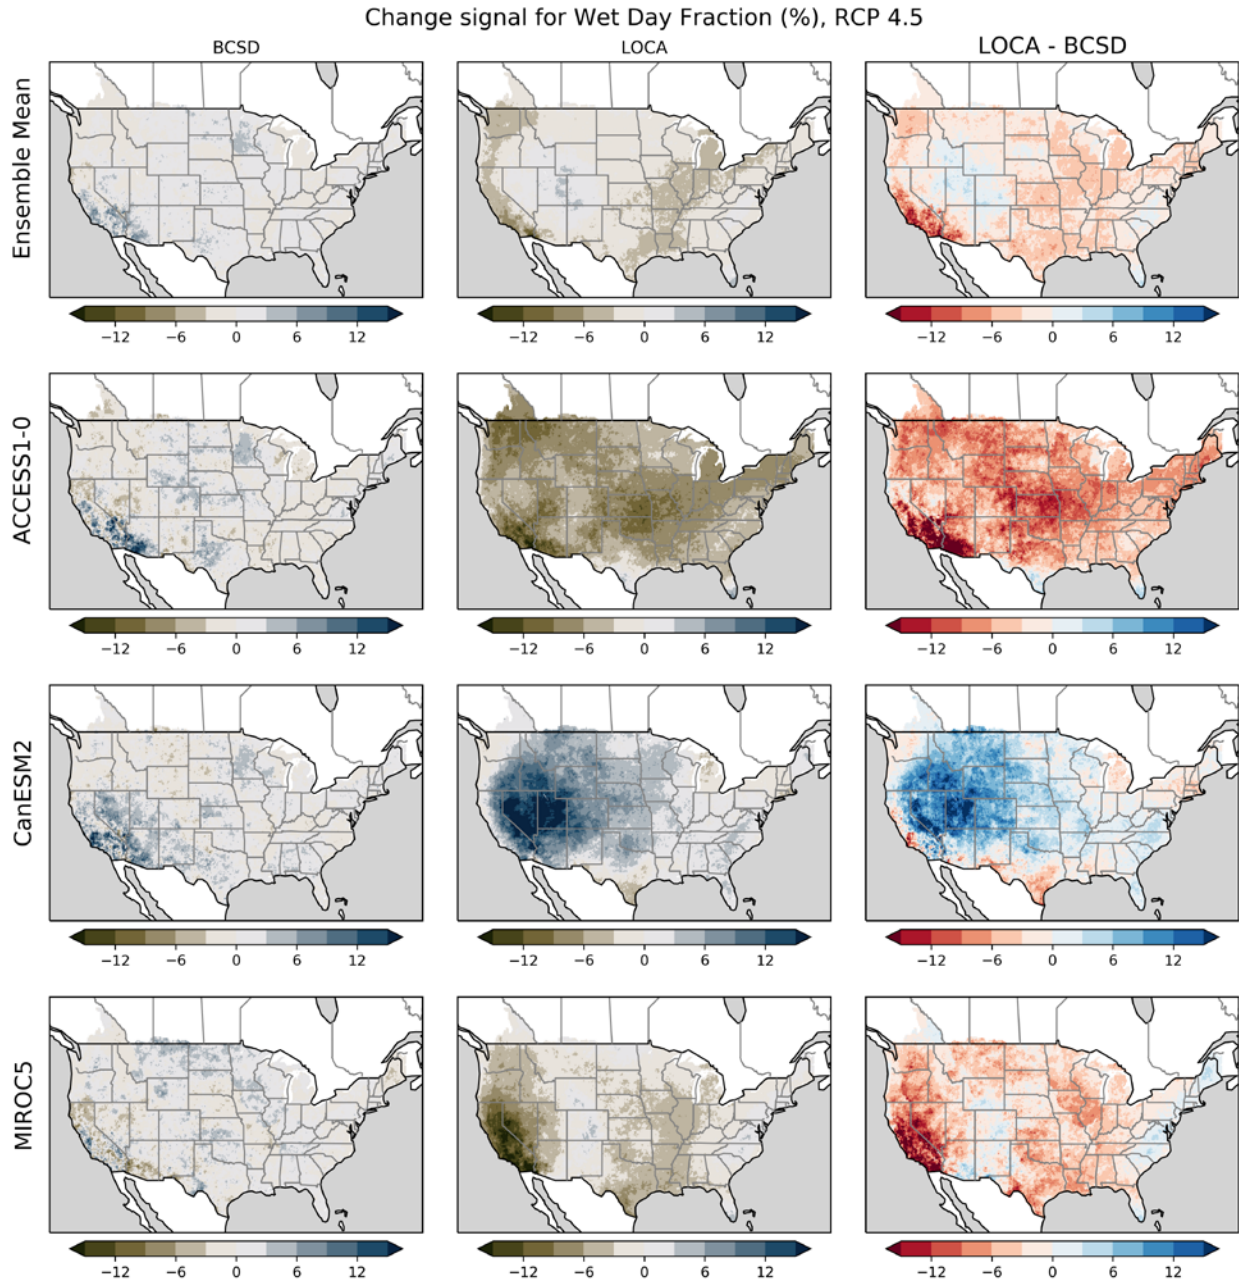 Change signal for Wet Day Fraction (%), RCP 4.5
BCSD LOCA LOCA - BCSD
Ensemble Mean
−12 −6 0 6 12 −12 −6 0 6 12 −12 −6 0 6 12
ACCESS1-0
−12 −6 0 6 12 −12 −6 0 6 12 −12 −6 0 6 12
CanESM2
−12 −6 0 6 12 −12 −6 0 6 12 −12 −6 0 6 12
MIROC5
−12 −6 0 6 12 −12 −6 0 6 12 −12 −6 0 6 12